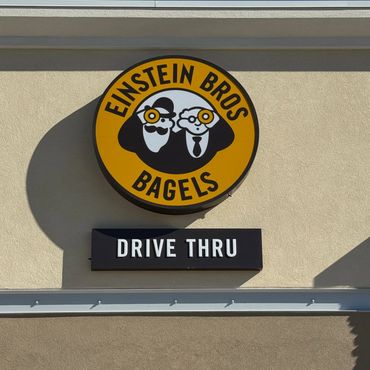 EINSTEIN BROS
BAGELS
DRIVE THRU